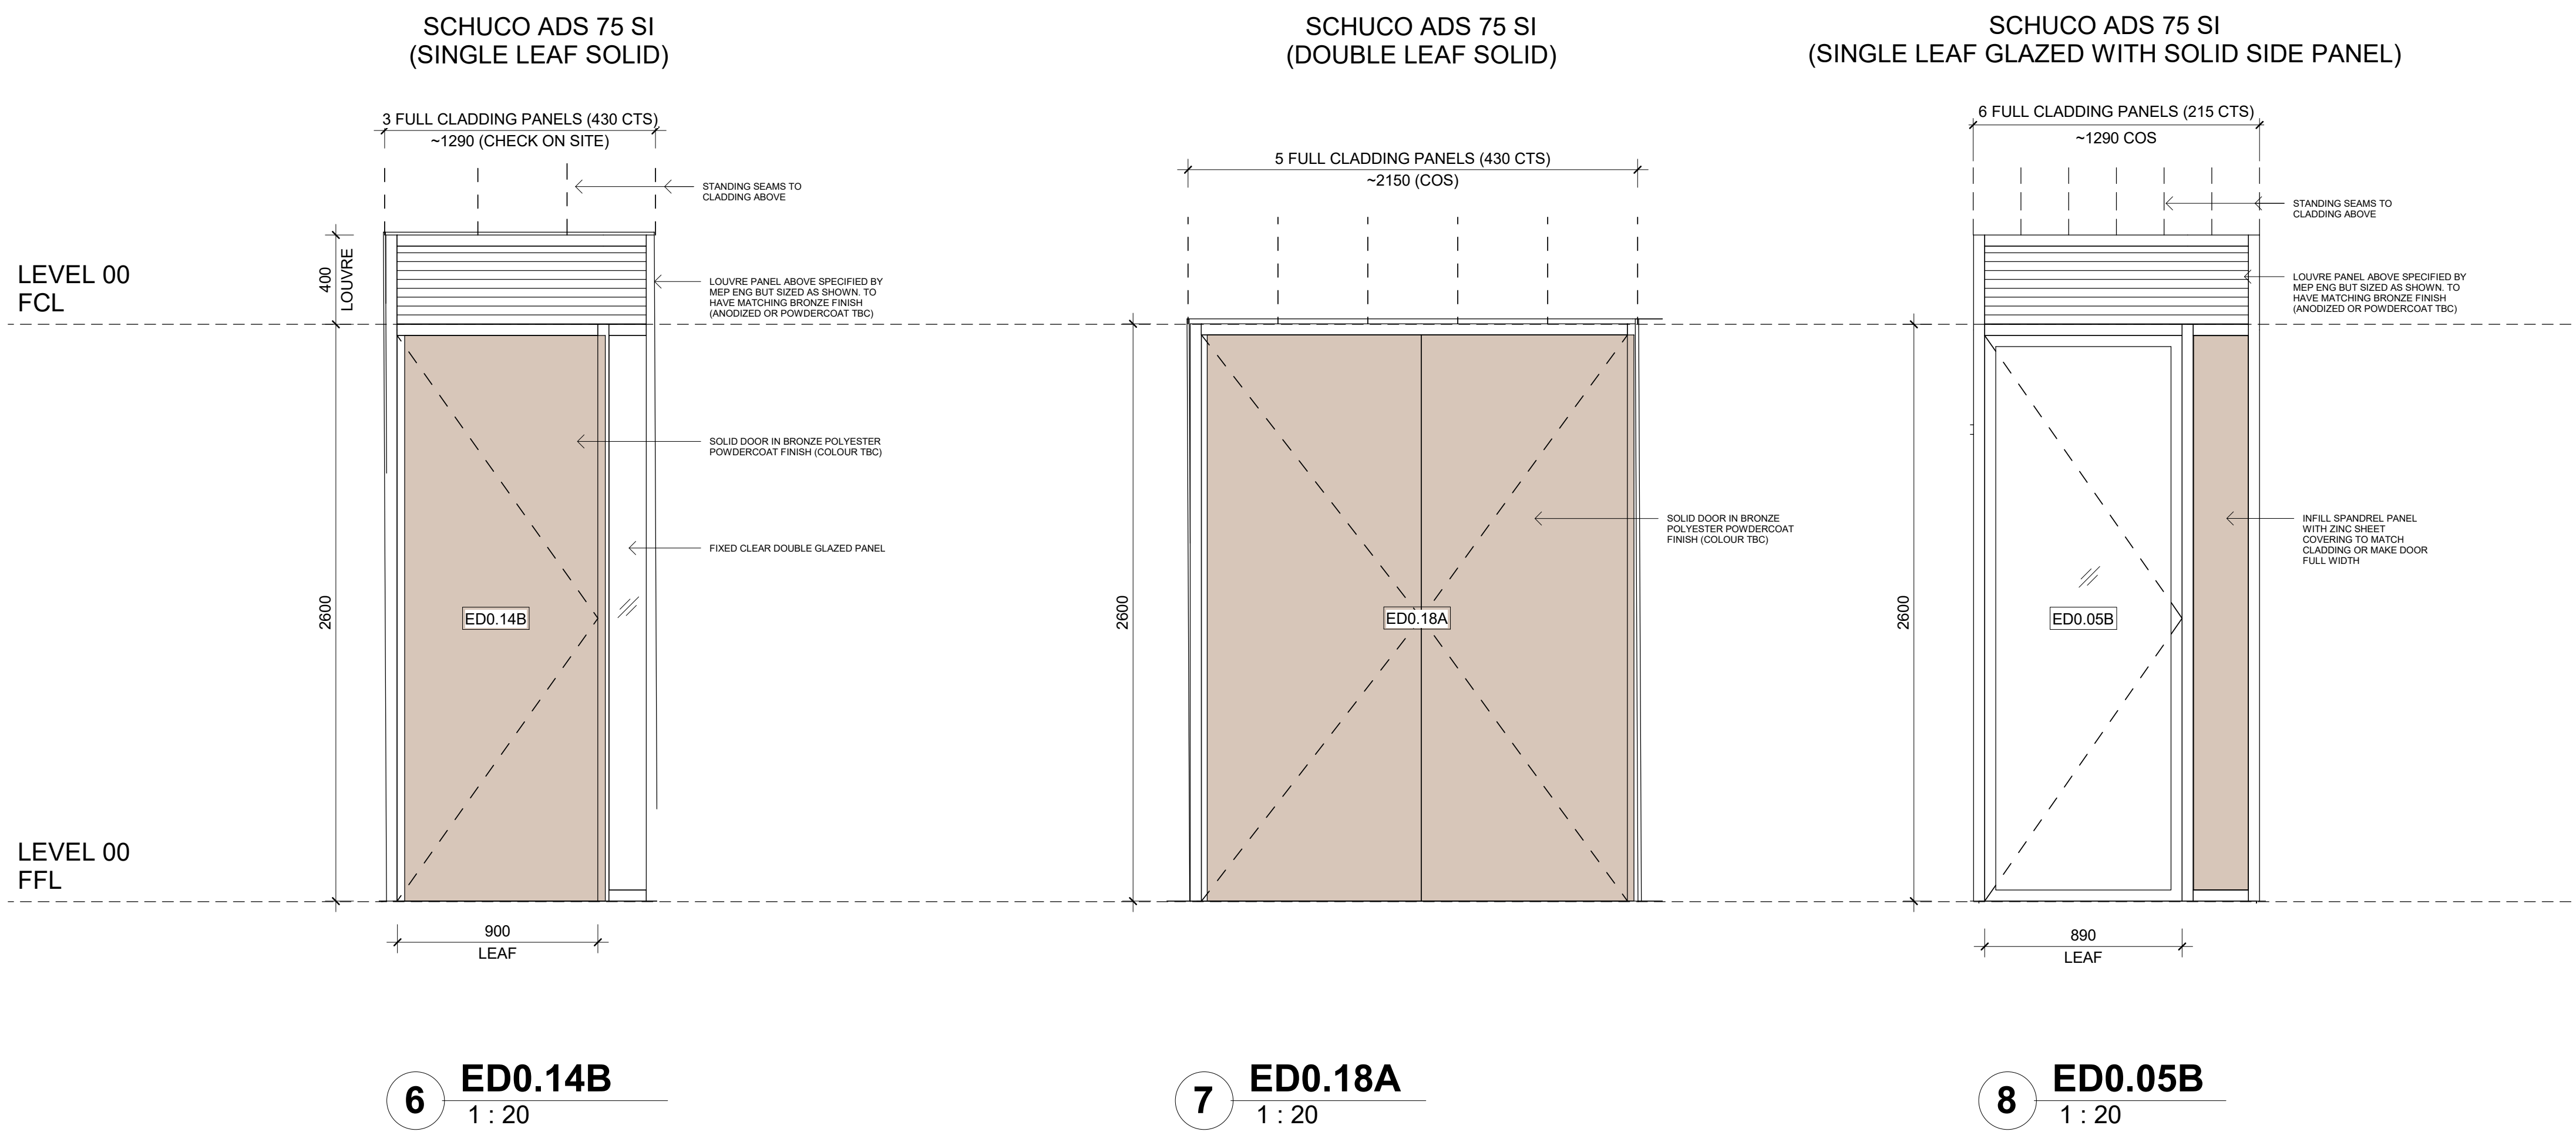 SCHUCO ADS 75 SI
(SINGLE LEAF SOLID)
3 FULL CLADDING PANELS (430 CTS)
~1290 (CHECK ON SITE)
STANDING SEAMS TO
CLADDING ABOVE
400
LOUVRE
LOUVRE PANEL ABOVE SPECIFIED BY
MEP ENG BUT SIZED AS SHOWN. TO
HAVE MATCHING BRONZE FINISH
(ANODIZED OR POWDERCOAT TBC)
LEVEL 00
FCL
SOLID DOOR IN BRONZE POLYESTER
POWDERCOAT FINISH (COLOUR TBC)
FIXED CLEAR DOUBLE GLAZED PANEL
2600
ED0.14B
LEVEL 00
FFL
900
LEAF
6
ED0.14B
1 : 20
SCHUCO ADS 75 SI
(DOUBLE LEAF SOLID)
5 FULL CLADDING PANELS (430 CTS)
~2150 (COS)
SOLID DOOR IN BRONZE
POLYESTER POWDERCOAT
FINISH (COLOUR TBC)
2600
ED0.18A
7
ED0.18A
1 : 20
SCHUCO ADS 75 SI
(SINGLE LEAF GLAZED WITH SOLID SIDE PANEL)
6 FULL CLADDING PANELS (215 CTS)
~1290 COS
STANDING SEAMS TO
CLADDING ABOVE
LOUVRE PANEL ABOVE SPECIFIED BY
MEP ENG BUT SIZED AS SHOWN. TO
HAVE MATCHING BRONZE FINISH
(ANODIZED OR POWDERCOAT TBC)
INFILL SPANDREL PANEL
WITH ZINC SHEET
COVERING TO MATCH
CLADDING OR MAKE DOOR
FULL WIDTH
2600
ED0.05B
890
LEAF
8
ED0.05B
1 : 20